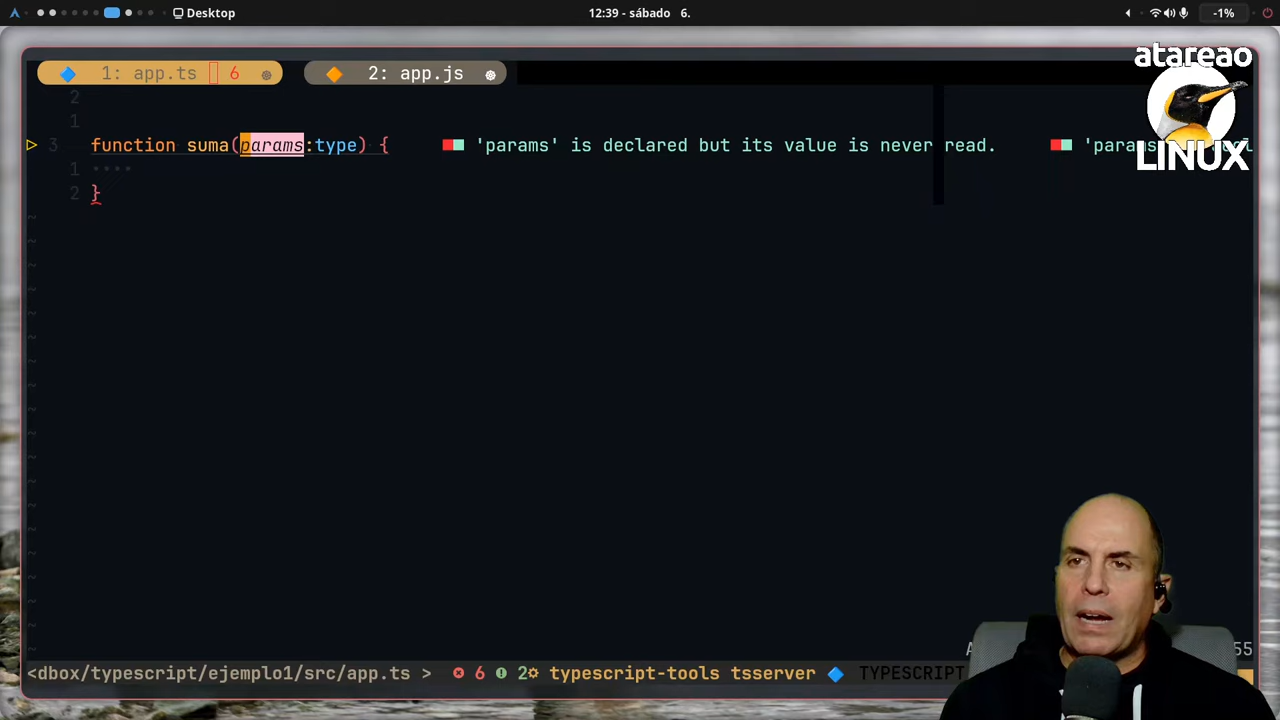 Desktop
12:39 - sábado 6.
-1%
atareao
LINUX
1: app.ts 6
2: app.js
2
1
3 function suma(params:type) { 'params' is declared but its value is never read. 'params
1
2 }
<dbox/typescript/ejemplo1/src/app.ts > 6 2 typescript-tools tsserver TYPESCRIPT
55